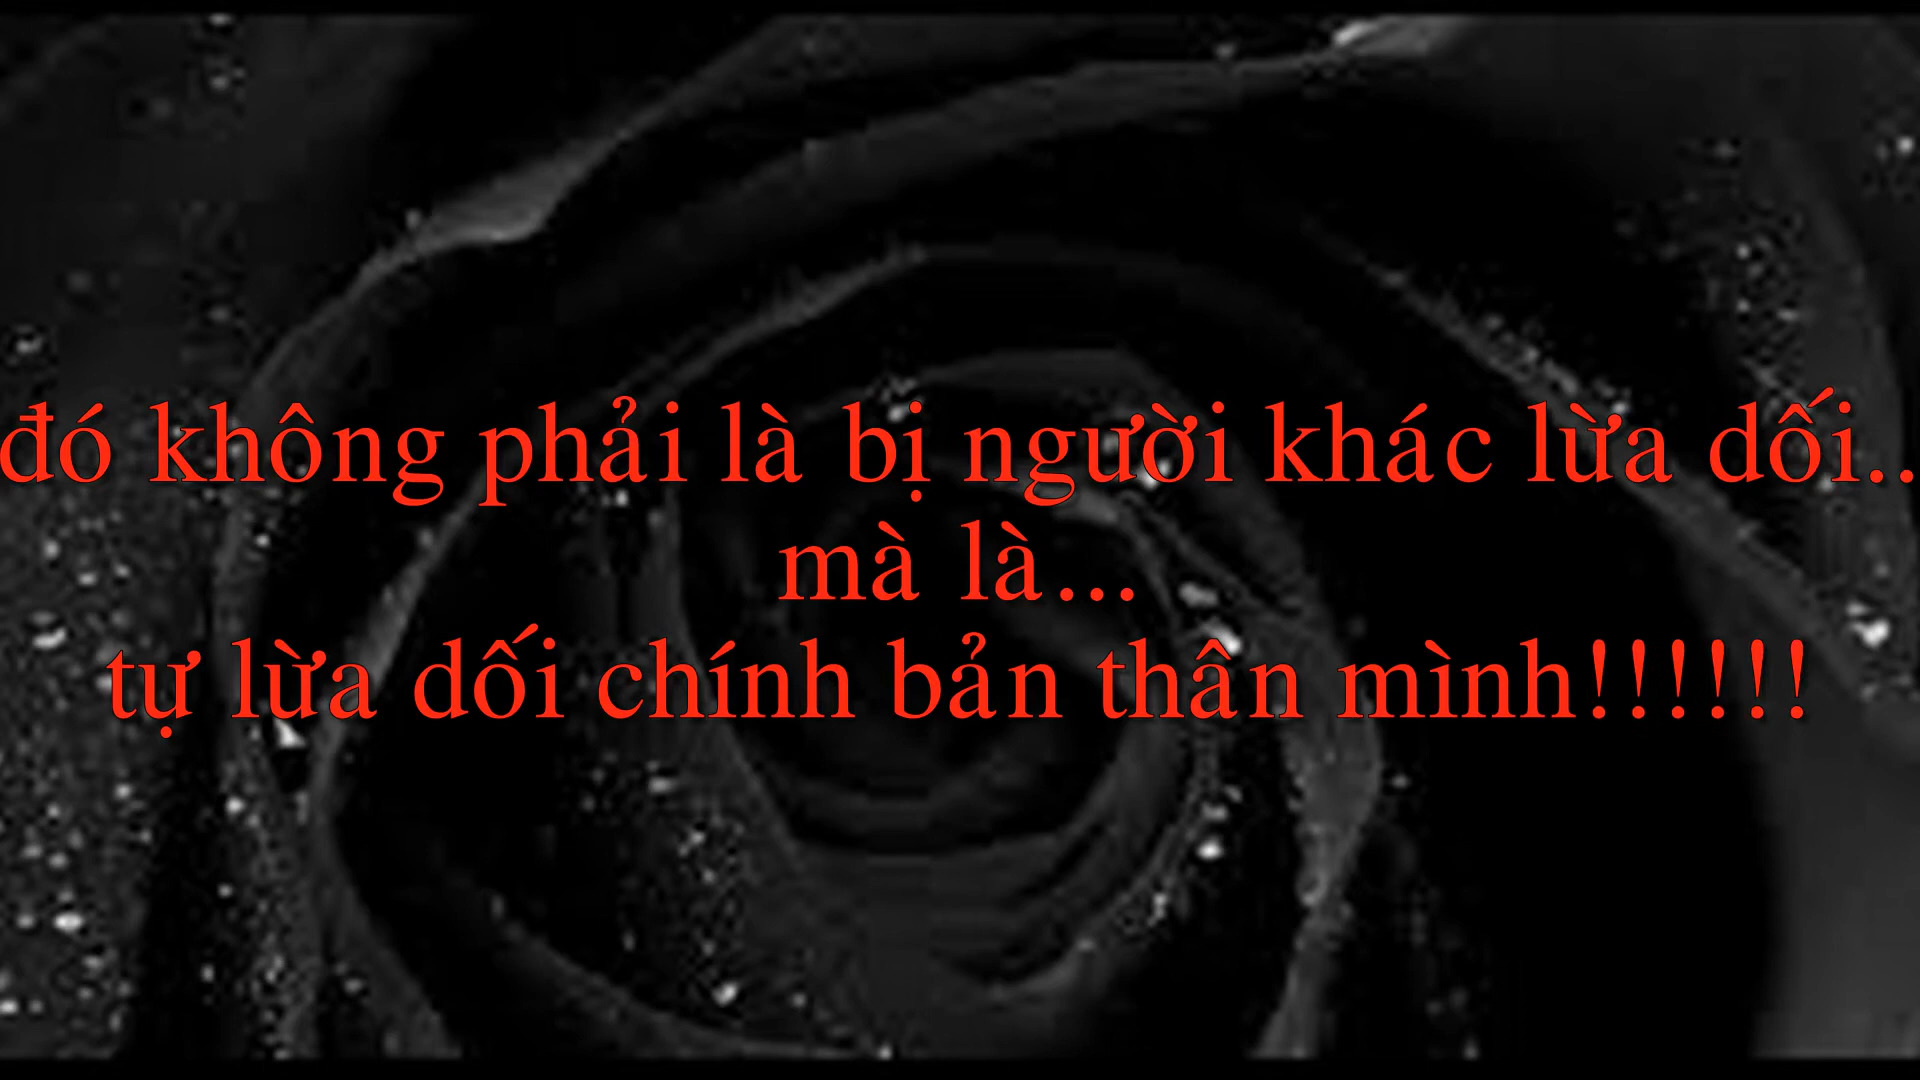 đó không phải là bị người khác lừa dối..
mà là...
tự lừa dối chính bản thân mình!!!!!!